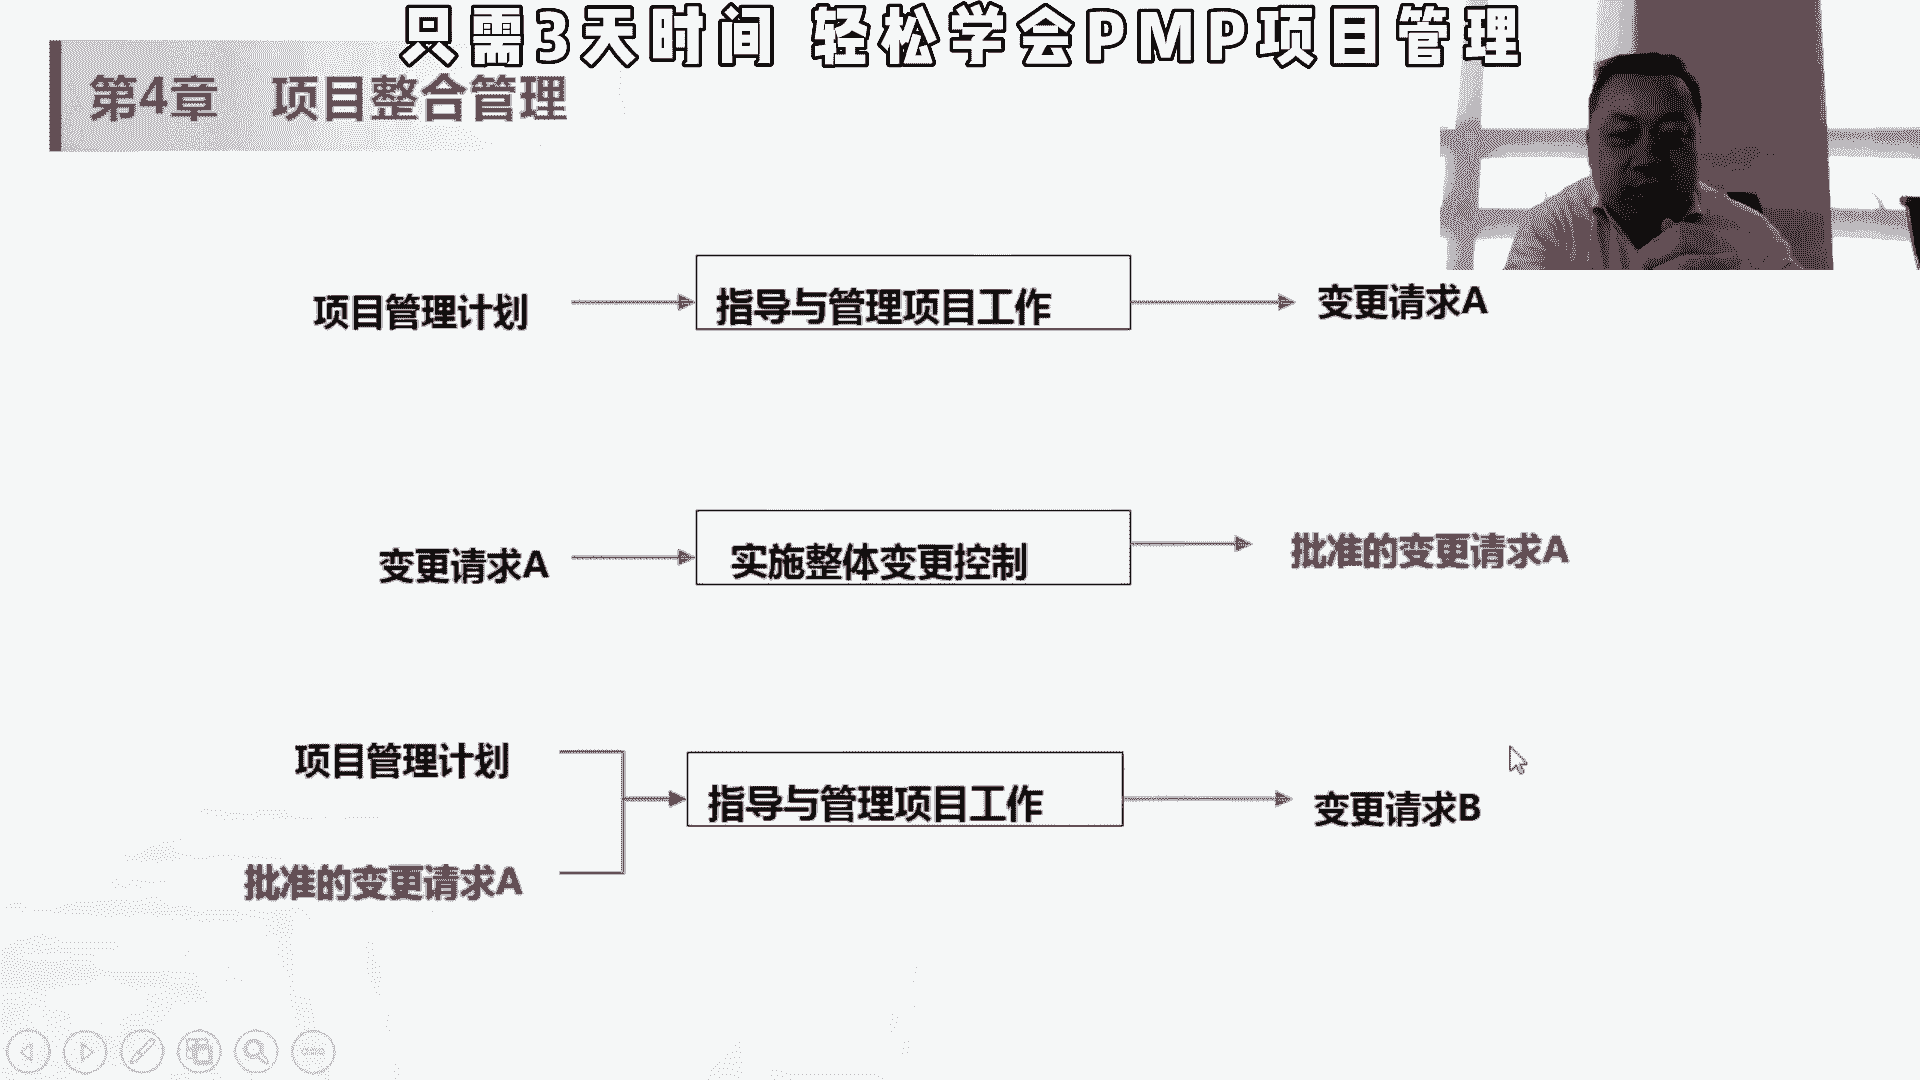 只需3天时间 轻松学会PMP项目管理
第4章 项目整合管理
项目管理计划
指导与管理项目工作
变更请求A
变更请求A
实施整体变更控制
批准的变更请求A
项目管理计划
指导与管理项目工作
变更请求B
批准的变更请求A